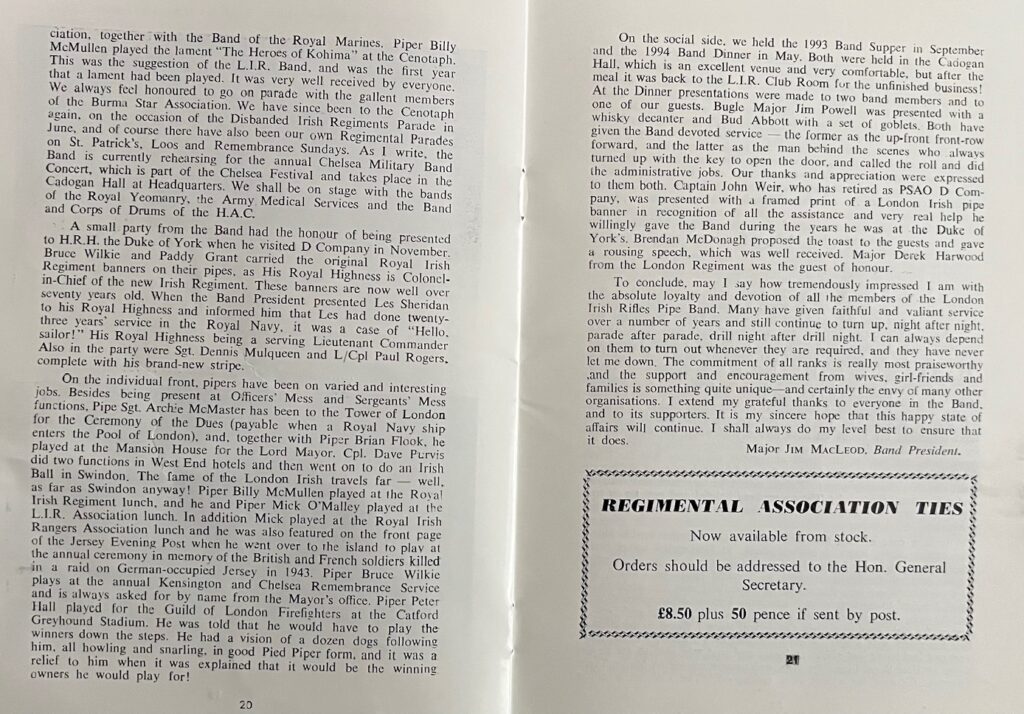 ciation, together with the Band of the Royal Marines. Piper Billy
McMullen played the lament "The Heroes of Kohima" at the Cenotaph.
This was the suggestion of the L.I.R. Band, and was the first year
that a lament had been played. It was very well received by everyone.
We always feel honoured to go on parade with the gallent members
of the Burma Star Association. We have since been to the Cenotaph
again, on the occasion of the Disbanded Irish Regiments Parade in
June, and of course there have also been our own Regimental Parades
on St. Patrick's, Loos and Remembrance Sundays. As I write, the
Band is currently rehearsing for the annual Chelsea Military Band
Concert, which is part of the Chelsea Festival and takes place in the
Cadogan Hall at Headquarters. We shall be on stage with the bands
of the Royal Yeomanry, the Army Medical Services and the Band
and Corps of Drums of the H.A.C.
A small party from the Band had the honour of being presented
to H.R.H. the Duke of York when he visited D Company in November.
Bruce Wilkie and Paddy Grant carried the original Royal Irish
Regiment banners on their pipes, as His Royal Highness is Colonel-
in-Chief of the new Irish Regiment. These banners are now well over
seventy years old. When the Band President presented Les Sheridan
to his Royal Highness and informed him that Les had done twenty-
three years' service in the Royal Navy, it was a case of "Hello,
sailor!" His Royal Highness being a serving Lieutenant Commander
Also in the party were Sgt. Dennis Mulqueen and L/Cpl Paul Rogers,
complete with his brand-new stripe.
On the individual front, pipers have been on varied and interesting
jobs. Besides being present at Officers' Mess and Sergeants' Mess
functions, Pipe Sgt. Archie McMaster has been to the Tower of London
for the Ceremony of the Dues (payable when a Royal Navy ship
enters the Pool of London), and, together with Piper Brian Flook, he
played at the Mansion House for the Lord Mayor. Cpl. Dave Purvis
did two functions in West End hotels and then went on to do an Irish
Ball in Swindon. The fame of the London Irish travels far — well,
as far as Swindon anyway! Piper Billy McMullen played at the Royal
Irish Regiment lunch, and he and Piper Mick O'Malley played at the
L.I.R. Association lunch. In addition Mick played at the Royal Irish
Rangers Association lunch and he was also featured on the front page
of the Jersey Evening Post when he went over to the island to play at
the annual ceremony in memory of the British and French soldiers killed
in a raid on German-occupied Jersey in 1943. Piper Bruce Wilkie
plays at the annual Kensington and Chelsea Remembrance Service
and is always asked for by name from the Mayor's office. Piper Peter
Hall played for the Guild of London Firefighters at the Catford
Greyhound Stadium. He was told that he would have to play the
winners down the steps. He had a vision of a dozen dogs following
him, all howling and snarling, in good Pied Piper form, and it was a
relief to him when it was explained that it would be the winning
owners he would play for!
20
On the social side, we held the 1993 Band Supper in September
and the 1994 Band Dinner in May. Both were held in the Cadogan
Hall, which is an excellent venue and very comfortable, but after the
meal it was back to the L.I.R. Club Room for the unfinished business!
At the Dinner presentations were made to two band members and to
one of our guests. Bugle Major Jim Powell was presented with a
whisky decanter and Bud Abbott with a set of goblets. Both have
given the Band devoted service — the former as the up-front front-row
forward, and the latter as the man behind the scenes who always
turned up with the key to open the door, and called the roll and did
the administrative jobs. Our thanks and appreciation were expressed
to them both. Captain John Weir, who has retired as PSAO D Com-
pany, was presented with a framed print of a London Irish pipe
banner in recognition of all the assistance and very real help he
willingly gave the Band during the years he was at the Duke of
York's. Brendan McDonagh proposed the toast to the guests and gave
a rousing speech, which was well received. Major Derek Harwood
from the London Regiment was the guest of honour.
To conclude, may I say how tremendously impressed I am with
the absolute loyalty and devotion of all the members of the London
Irish Rifles Pipe Band. Many have given faithful and valiant service
over a number of years and still continue to turn up, night after night,
parade after parade, drill night after drill night. I can always depend
on them to turn out whenever they are required, and they have never
let me down. The commitment of all ranks is really most praiseworthy
and the support and encouragement from wives, girl-friends and
families is something quite unique—and certainly the envy of many other
organisations. I extend my grateful thanks to everyone in the Band,
and to its supporters. It is my sincere hope that this happy state of
affairs will continue. I shall always do my level best to ensure that
it does.
Major JIM MACLEOD, Band President.
REGIMENTAL ASSOCIATION TIES
Now available from stock.
Orders should be addressed to the Hon. General
Secretary.
£8.50 plus 50 pence if sent by post.
21